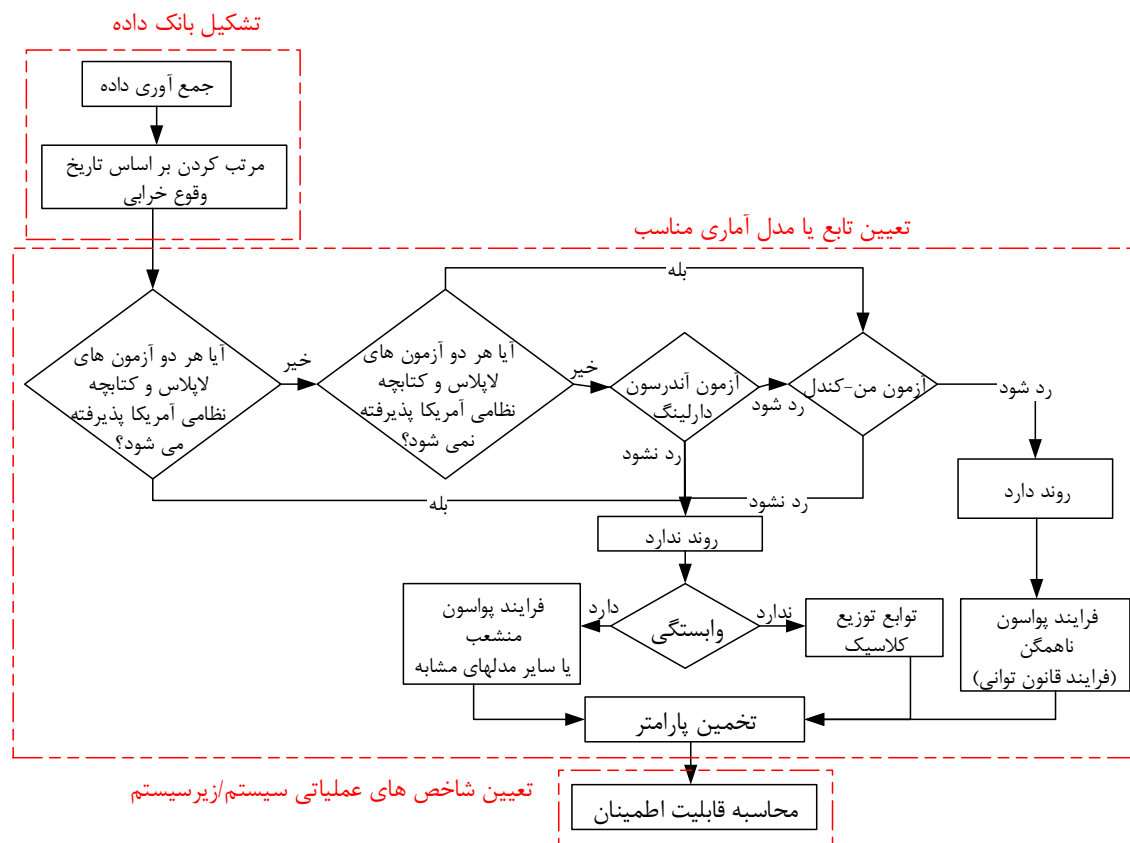 تشکیل بانک داده
جمع آوری داده
مرتب کردن بر اساس تاریخ
وقوع خرابی
تعیین تابع یا مدل آماری مناسب
بله
آیا هر دو آزمون های
لاپلاس و کتابچه
نظامی آمریکا پذیرفته
می شود؟
خیر
آیا هر دو آزمون های
لاپلاس و کتابچه
نظامی آمریکا پذیرفته
نمی شود؟
خیر
آزمون آندرسون
دارلینگ
رد شود
آزمون من-کندل
رد شود
رد نشود
بله
رد نشود
روند دارد
روند ندارد
وابستگی
دارد
ندارد
فرایند پواسون
منشعب
یا سایر مدلهای مشابه
توابع توزیع
کلاسیک
فرایند پواسون
ناهمگن
(فرایند قانون توانی)
تخمین پارامتر
تعیین شاخص های عملیاتی سیستم/زیرسیستم
محاسبه قابلیت اطمینان